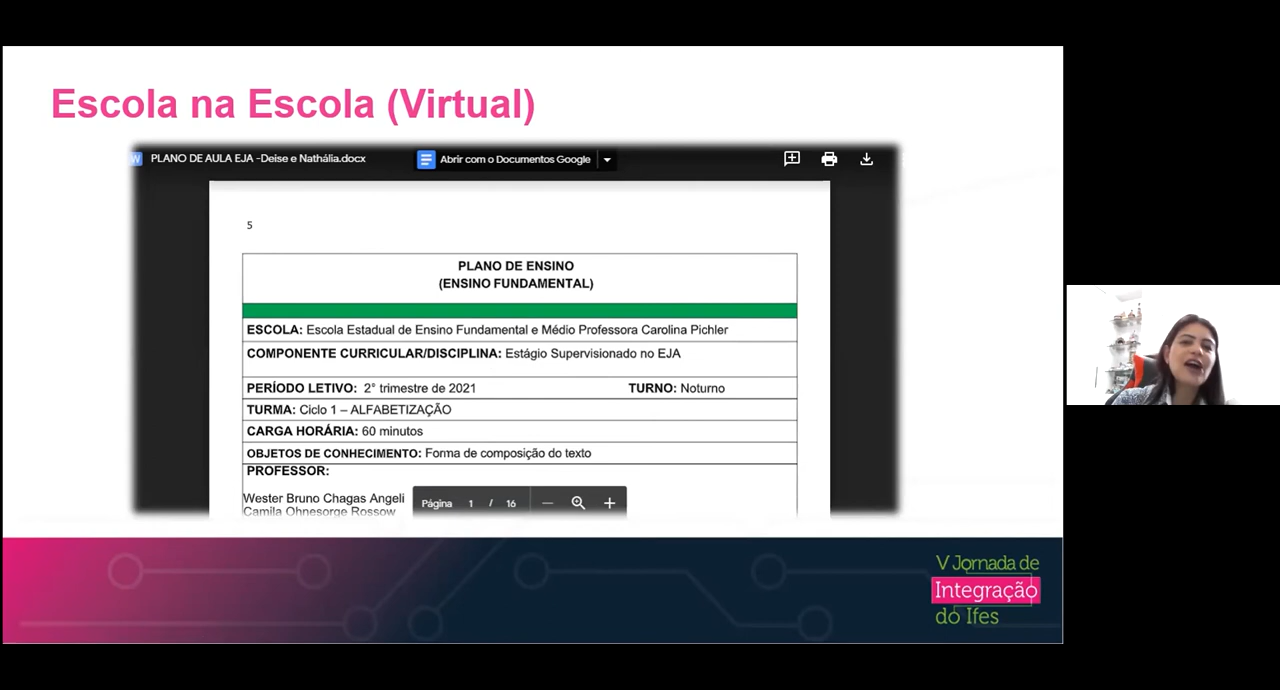 Escola na Escola (Virtual)
W PLANO DE AULA EJA -Deise e Nathália.docx Abrir com o Documentos Google
5
PLANO DE ENSINO
(ENSINO FUNDAMENTAL)
ESCOLA: Escola Estadual de Ensino Fundamental e Médio Professora Carolina Pichler
COMPONENTE CURRICULAR/DISCIPLINA: Estágio Supervisionado no EJA
PERÍODO LETIVO: 2° trimestre de 2021 TURNO: Noturno
TURMA: Ciclo 1 – ALFABETIZAÇÃO
CARGA HORÁRIA: 60 minutos
OBJETOS DE CONHECIMENTO: Forma de composição do texto
PROFESSOR:
Wester Bruno Chagas Angeli
Camila Ohnesorge Rossow
Página 1 / 16
V Jornada de
Integração
do Ifes